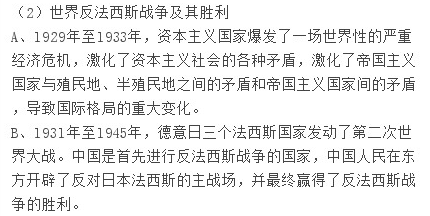 （2）世界反法西斯战争及其胜利
A、1929年至1933年，资本主义国家爆发了一场世界性的严重
经济危机，激化了资本主义社会的各种矛盾，激化了帝国主义
国家与殖民地、半殖民地之间的矛盾和帝国主义国家间的矛盾
，导致国际格局的重大变化。
B、1931年至1945年，德意日三个法西斯国家发动了第二次世
界大战。中国是首先进行反法西斯战争的国家，中国人民在东
方开辟了反对日本法西斯的主战场，并最终赢得了反法西斯战
争的胜利。